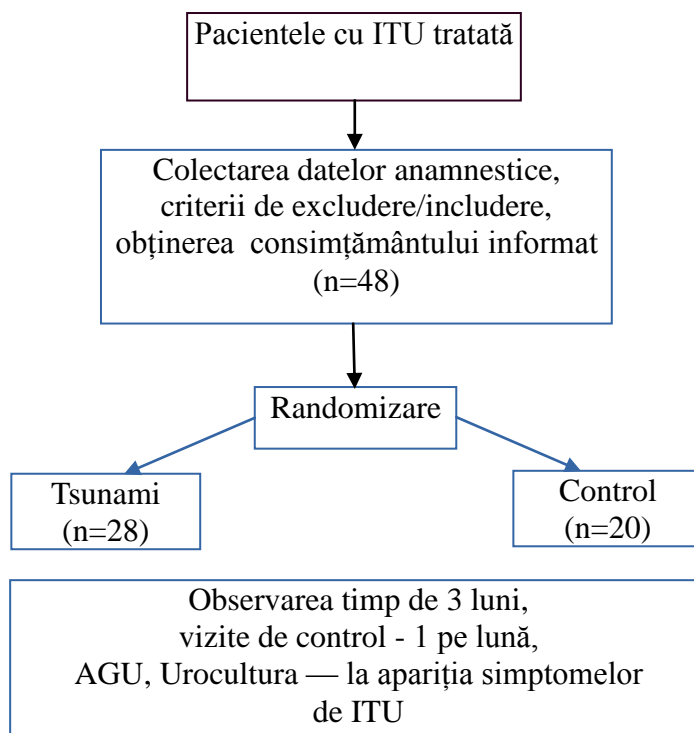 Pacientele cu ITU tratată
Colectarea datelor anamnestice,
criterii de excludere/includere,
obținerea consimțământului informat
(n=48)
Randomizare
Tsunami
(n=28)
Control
(n=20)
Observarea timp de 3 luni,
vizite de control - 1 pe lună,
AGU, Urocultura — la apariția simptomelor
de ITU